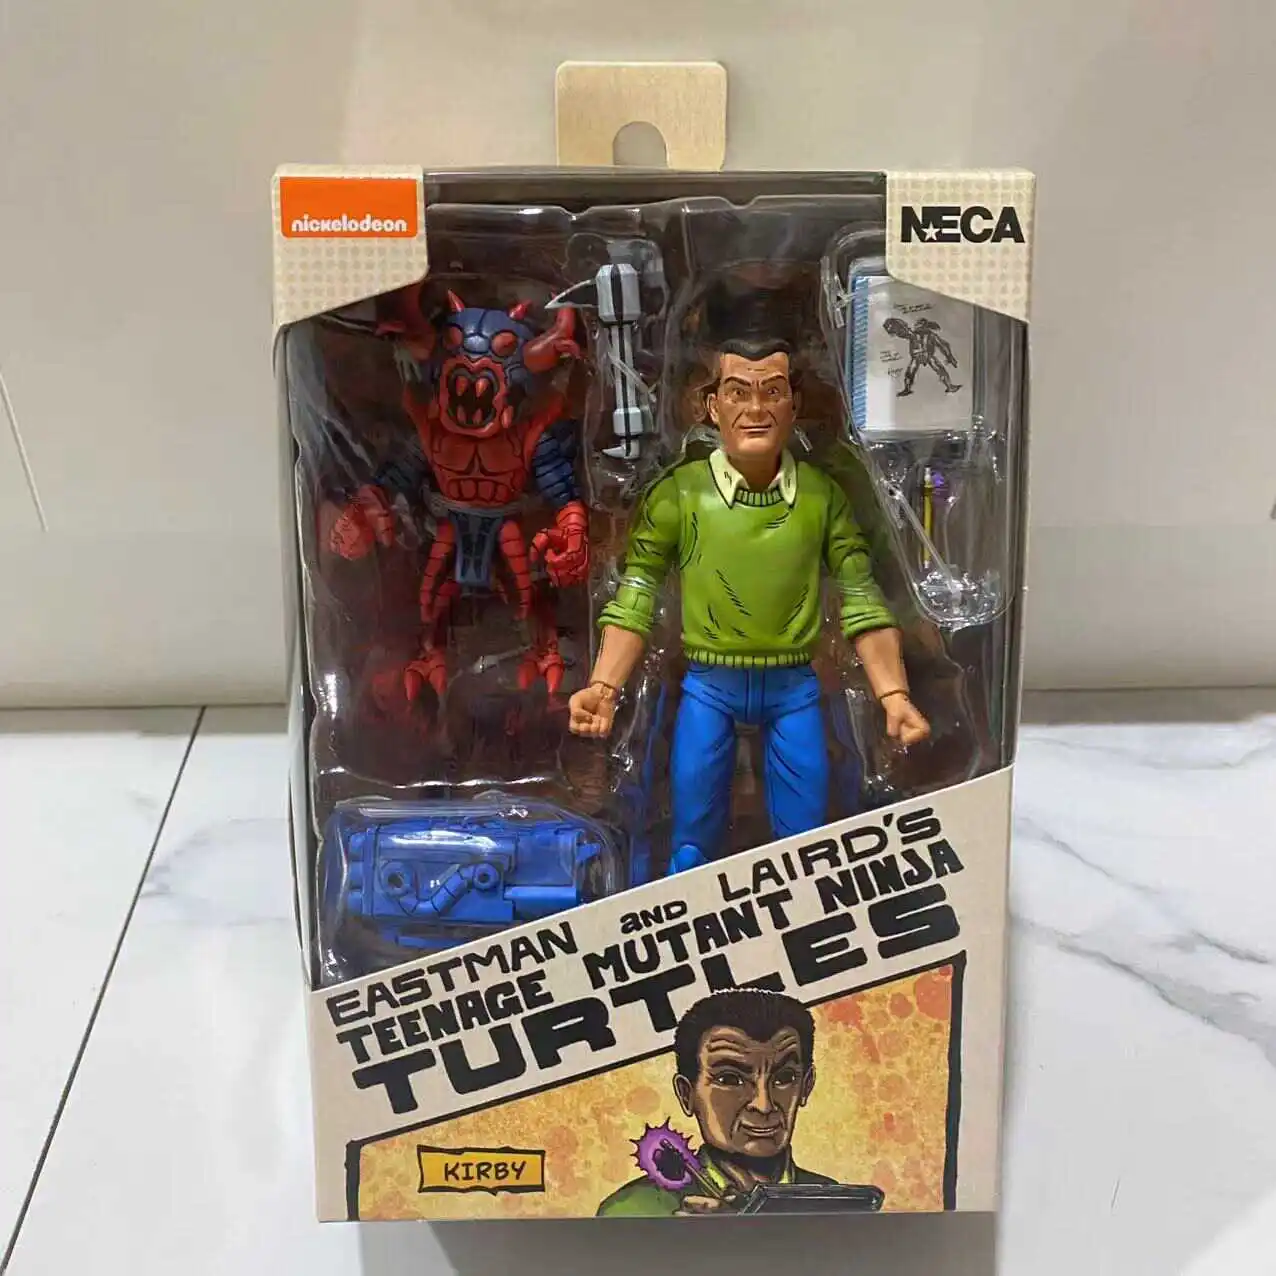 nickelodeon
NECA
EASTMAN AND LAIRD'S
TEENAGE MUTANT NINJA
TURTLES
KIRBY